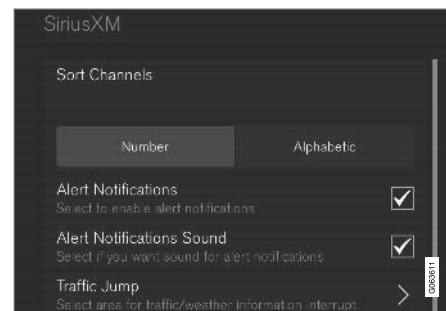 SiriusXM
Sort Channels
Number Alphabetic
Alert Notifications
Select to enable alert notifications
Alert Notifications Sound
Select if you want sound for alert notifications
Traffic Jump
Select area for traffic/weather information interrupt
G063611